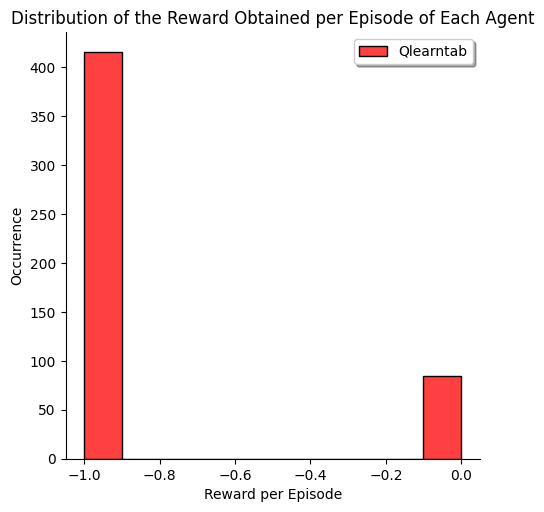 Distribution of the Reward Obtained per Episode of Each Agent
Qlearntab
400
350
300
250
200
150
100
50
0
Occurrence
−1.0 −0.8 −0.6 −0.4 −0.2 0.0
Reward per Episode